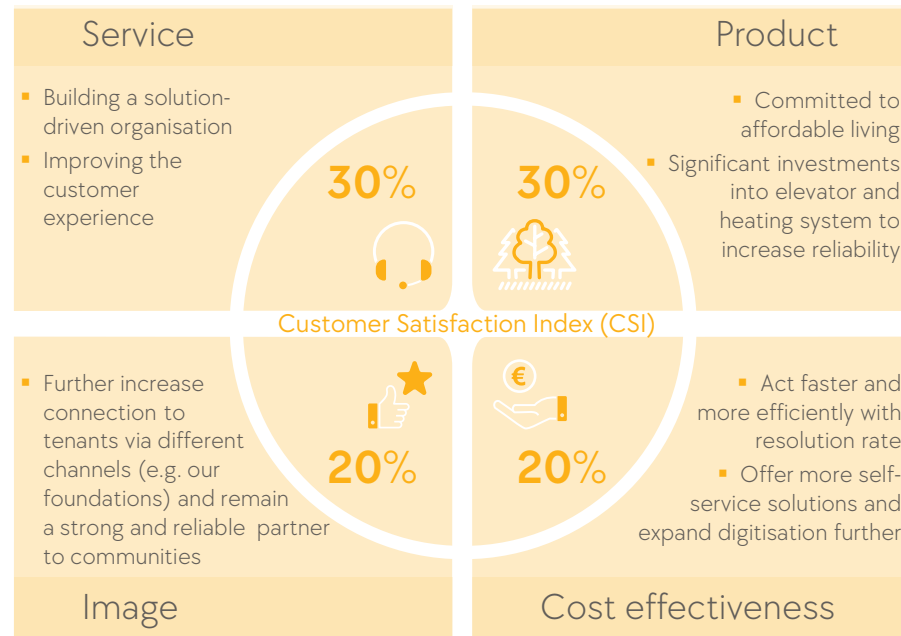 Service
▪ Building a solution-
driven organisation
▪ Improving the
customer
experience
30%
Product
▪ Committed to
affordable living
▪ Significant investments
into elevator and
heating system to
increase reliability
30%
Customer Satisfaction Index (CSI)
▪ Further increase
connection to
tenants via different
channels (e.g. our
foundations) and remain
a strong and reliable partner
to communities
20%
Image
€
20%
▪ Act faster and
more efficiently with
resolution rate
▪ Offer more self-
service solutions and
expand digitisation further
Cost effectiveness